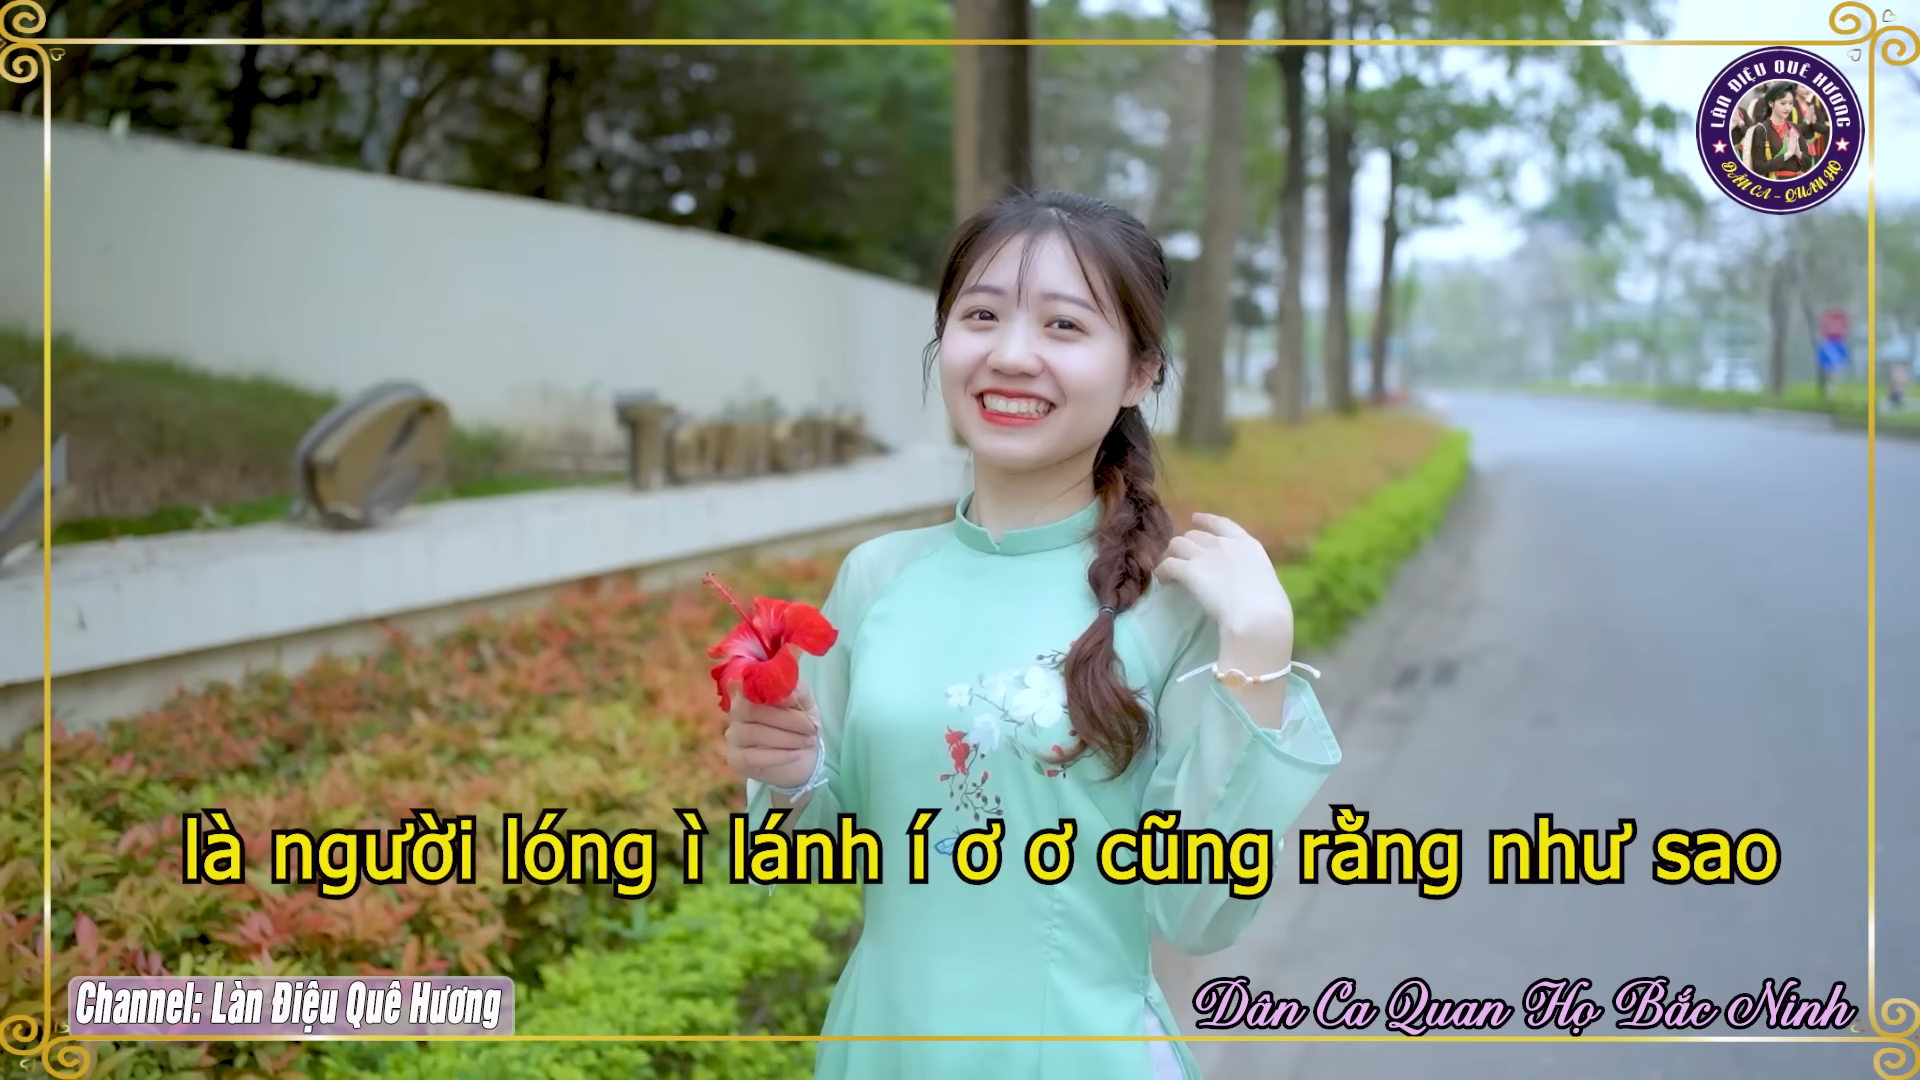 LÀN ĐIỆU QUÊ HƯƠNG
DÂN CA - QUAN HỌ
là người lóng ì lánh í ơ ơ cũng rằng như sao
Channel: Làn Điệu Quê Hương
Dân Ca Quan Họ Bắc Ninh